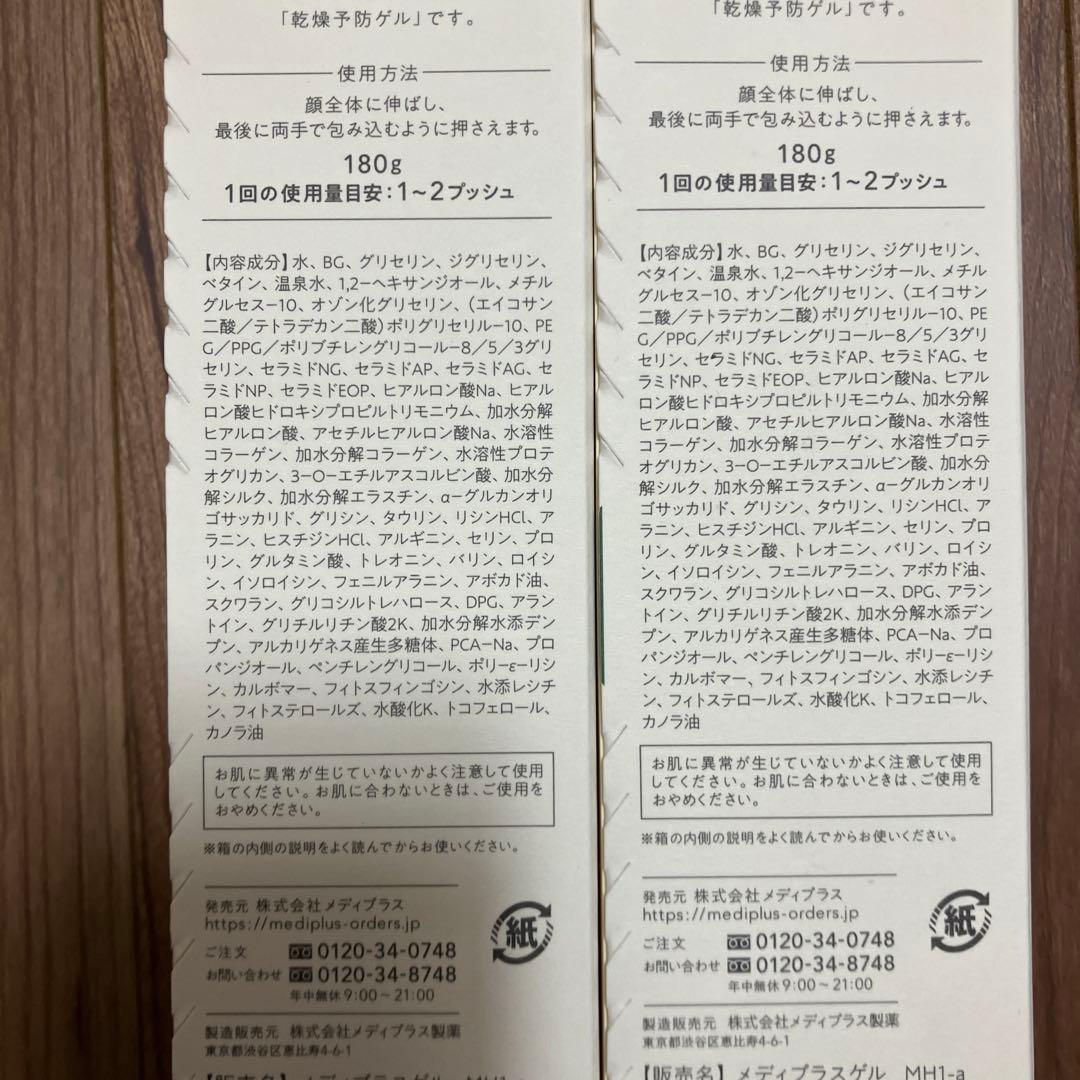 「乾燥予防ゲル」です。
使用方法
顔全体に伸ばし、
最後に両手で包み込むように押さえます。
180g
1回の使用量目安：1〜2プッシュ
【内容成分】水、BG、グリセリン、ジグリセリン、
ベタイン、温泉水、1,2−ヘキサンジオール、メチル
グルセス−10、オゾン化グリセリン、（エイコサン
二酸／テトラデカン二酸）ポリグリセリル−10、PE
G／PPG／ポリブチレングリコール−8／5／3グリ
セリン、セラミドNG、セラミドAP、セラミドAG、セ
ラミドNP、セラミドEOP、ヒアルロン酸Na、ヒアル
ロン酸ヒドロキシプロピルトリモニウム、加水分解
ヒアルロン酸、アセチルヒアルロン酸Na、水溶性
コラーゲン、加水分解コラーゲン、水溶性プロテ
オグリカン、3−O−エチルアスコルビン酸、加水分
解シルク、加水分解エラスチン、α−グルカンオリ
ゴサッカリド、グリシン、タウリン、リシンHCl、ア
ラニン、ヒスチジンHCl、アルギニン、セリン、プロ
リン、グルタミン酸、トレオニン、バリン、ロイシ
ン、イソロイシン、フェニルアラニン、アボカド油、
スクワラン、グリコシルトレハロース、DPG、アラン
トイン、グリチルリチン酸2K、加水分解水添デン
プン、アルカリゲネス産生多糖体、PCA−Na、プロ
パンジオール、ペンチレングリコール、ポリ−ε−リシ
ン、カルボマー、フィトスフィンゴシン、水添レシチ
ン、フィトステロールズ、水酸化K、トコフェロール、
カノラ油
お肌に異常が生じていないかよく注意して使用
してください。お肌に合わないときは、ご使用を
おやめください。
※箱の内側の説明をよく読んでからお使いください。
発売元 株式会社メディプラス
https://mediplus-orders.jp
ご注文 0120-34-0748
お問い合わせ 0120-34-8748
年中無休9:00〜21:00
紙
製造販売元 株式会社メディプラス製薬
東京都渋谷区恵比寿4-6-1
【販売名】メディプラスゲル MH1
「乾燥予防ゲル」です。
使用方法
顔全体に伸ばし、
最後に両手で包み込むように押さえます。
180g
1回の使用量目安：1〜2プッシュ
【内容成分】水、BG、グリセリン、ジグリセリン、
ベタイン、温泉水、1,2−ヘキサンジオール、メチル
グルセス−10、オゾン化グリセリン、（エイコサン
二酸／テトラデカン二酸）ポリグリセリル−10、PE
G／PPG／ポリブチレングリコール−8／5／3グリ
セリン、セラミドNG、セラミドAP、セラミドAG、セ
ラミドNP、セラミドEOP、ヒアルロン酸Na、ヒアル
ロン酸ヒドロキシプロピルトリモニウム、加水分解
ヒアルロン酸、アセチルヒアルロン酸Na、水溶性
コラーゲン、加水分解コラーゲン、水溶性プロテ
オグリカン、3−O−エチルアスコルビン酸、加水分
解シルク、加水分解エラスチン、α−グルカンオリ
ゴサッカリド、グリシン、タウリン、リシンHCl、ア
ラニン、ヒスチジンHCl、アルギニン、セリン、プロ
リン、グルタミン酸、トレオニン、バリン、ロイシ
ン、イソロイシン、フェニルアラニン、アボカド油、
スクワラン、グリコシルトレハロース、DPG、アラン
トイン、グリチルリチン酸2K、加水分解水添デン
プン、アルカリゲネス産生多糖体、PCA−Na、プロ
パンジオール、ペンチレングリコール、ポリ−ε−リシ
ン、カルボマー、フィトスフィンゴシン、水添レシチ
ン、フィトステロールズ、水酸化K、トコフェロール、
カノラ油
お肌に異常が生じていないかよく注意して使用
してください。お肌に合わないときは、ご使用を
おやめください。
※箱の内側の説明をよく読んでからお使いください。
発売元 株式会社メディプラス
https://mediplus-orders.jp
ご注文 0120-34-0748
お問い合わせ 0120-34-8748
年中無休9:00〜21:00
紙
製造販売元 株式会社メディプラス製薬
東京都渋谷区恵比寿4-6-1
【販売名】メディプラスゲル MH1-a